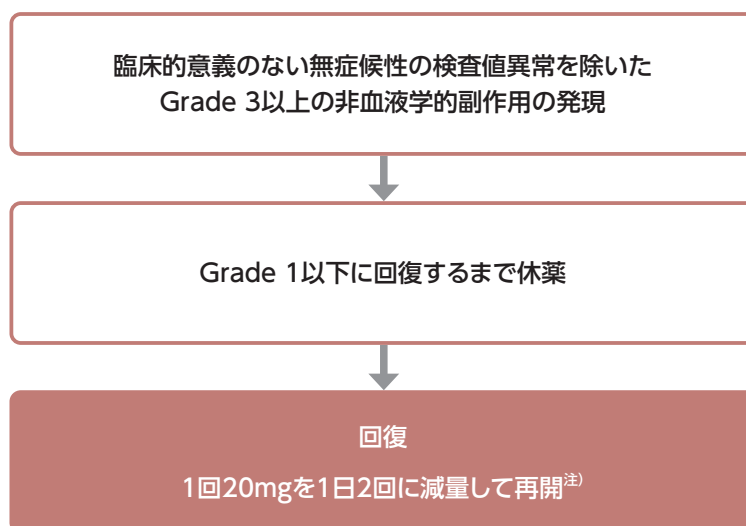 臨床的意義のない無症候性の検査値異常を除いた
Grade 3以上の非血液学的副作用の発現
Grade 1以下に回復するまで休薬
回復
1回20mgを1日2回に減量して再開注)